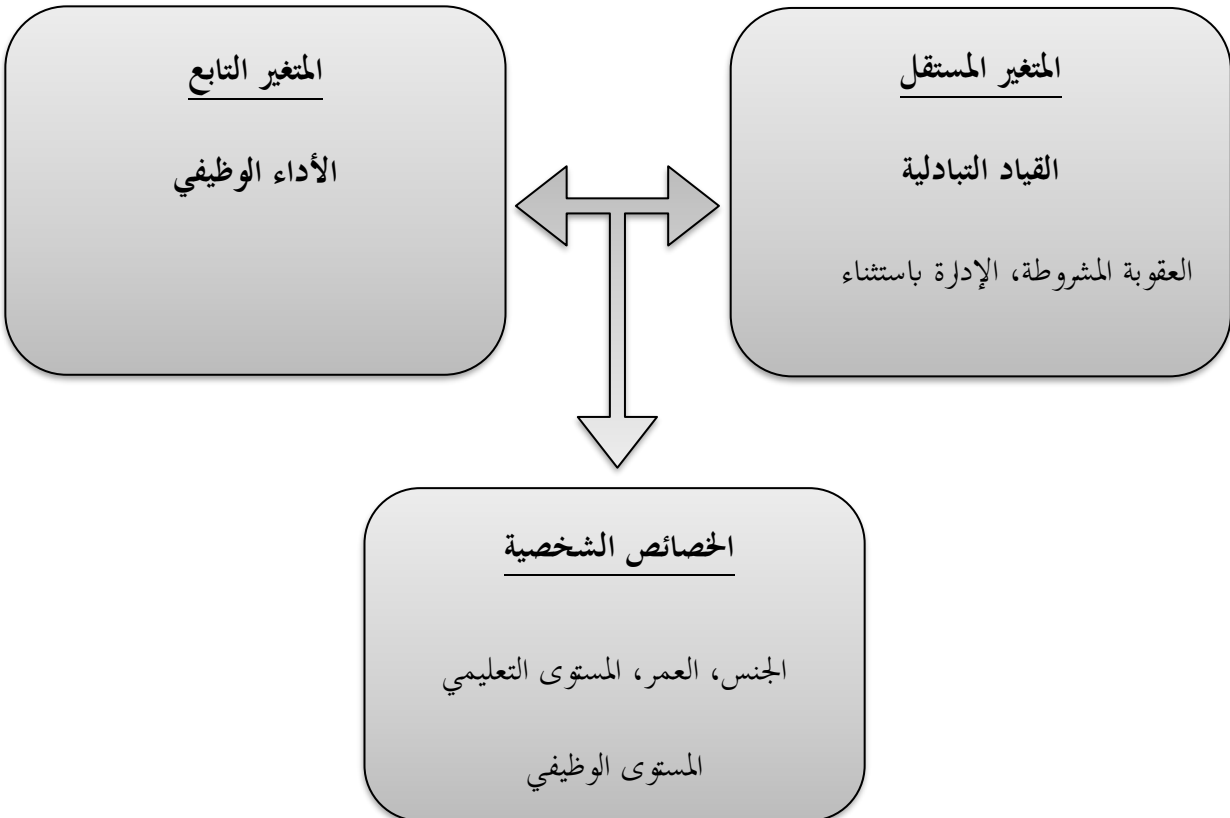 المتغير المستقل
القياد التبادلية
العقوبة المشروطة، الإدارة باستثناء
المتغير التابع
الأداء الوظيفي
الخصائص الشخصية
الجنس، العمر، المستوى التعليمي
المستوى الوظيفي